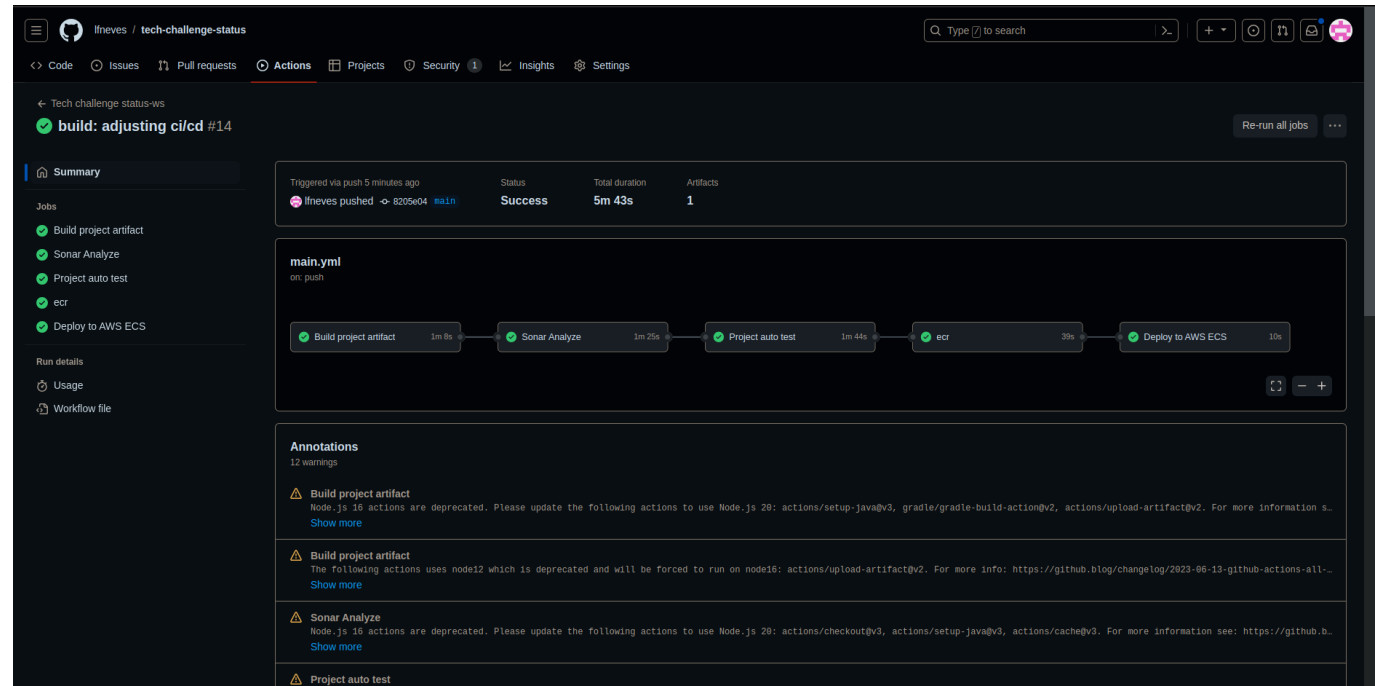 lfneves / tech-challenge-status
Type / to search
Code
Issues
Pull requests
Actions
Projects
Security 1
Insights
Settings
Tech challenge status-ws
build: adjusting ci/cd #14
Re-run all jobs
Summary
Jobs
Build project artifact
Sonar Analyze
Project auto test
ecr
Deploy to AWS ECS
Run details
Usage
Workflow file
Triggered via push 5 minutes ago
lfneves pushed 8205e04 main
Status
Success
Total duration
5m 43s
Artifacts
1
main.yml
on: push
Build project artifact 1m 8s
Sonar Analyze 1m 25s
Project auto test 1m 44s
ecr 39s
Deploy to AWS ECS 10s
Annotations
12 warnings
Build project artifact
Node.js 16 actions are deprecated. Please update the following actions to use Node.js 20: actions/setup-java@v3, gradle/gradle-build-action@v2, actions/upload-artifact@v2. For more information s…
Show more
Build project artifact
The following actions uses node12 which is deprecated and will be forced to run on node16: actions/upload-artifact@v2. For more info: https://github.blog/changelog/2023-06-13-github-actions-all-…
Show more
Sonar Analyze
Node.js 16 actions are deprecated. Please update the following actions to use Node.js 20: actions/checkout@v3, actions/setup-java@v3, actions/cache@v3. For more information see: https://github.b…
Show more
Project auto test